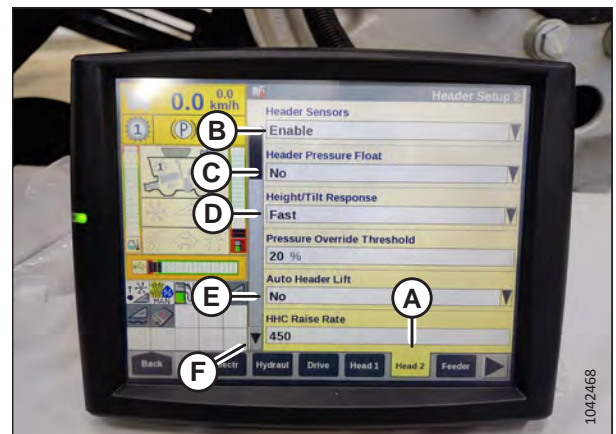 0.0 0.0 km/h
Header Setup 2
1
(P)
Header Sensors
B
Enable
Header Pressure Float
C
No
1
Height/Tilt Response
D
Fast
Pressure Override Threshold
20 %
Auto Header Lift
E
No
A
MAN
HHC Raise Rate
450
F
Back
Hydraul
Drive
Head 1
Head 2
Feeder
1042468